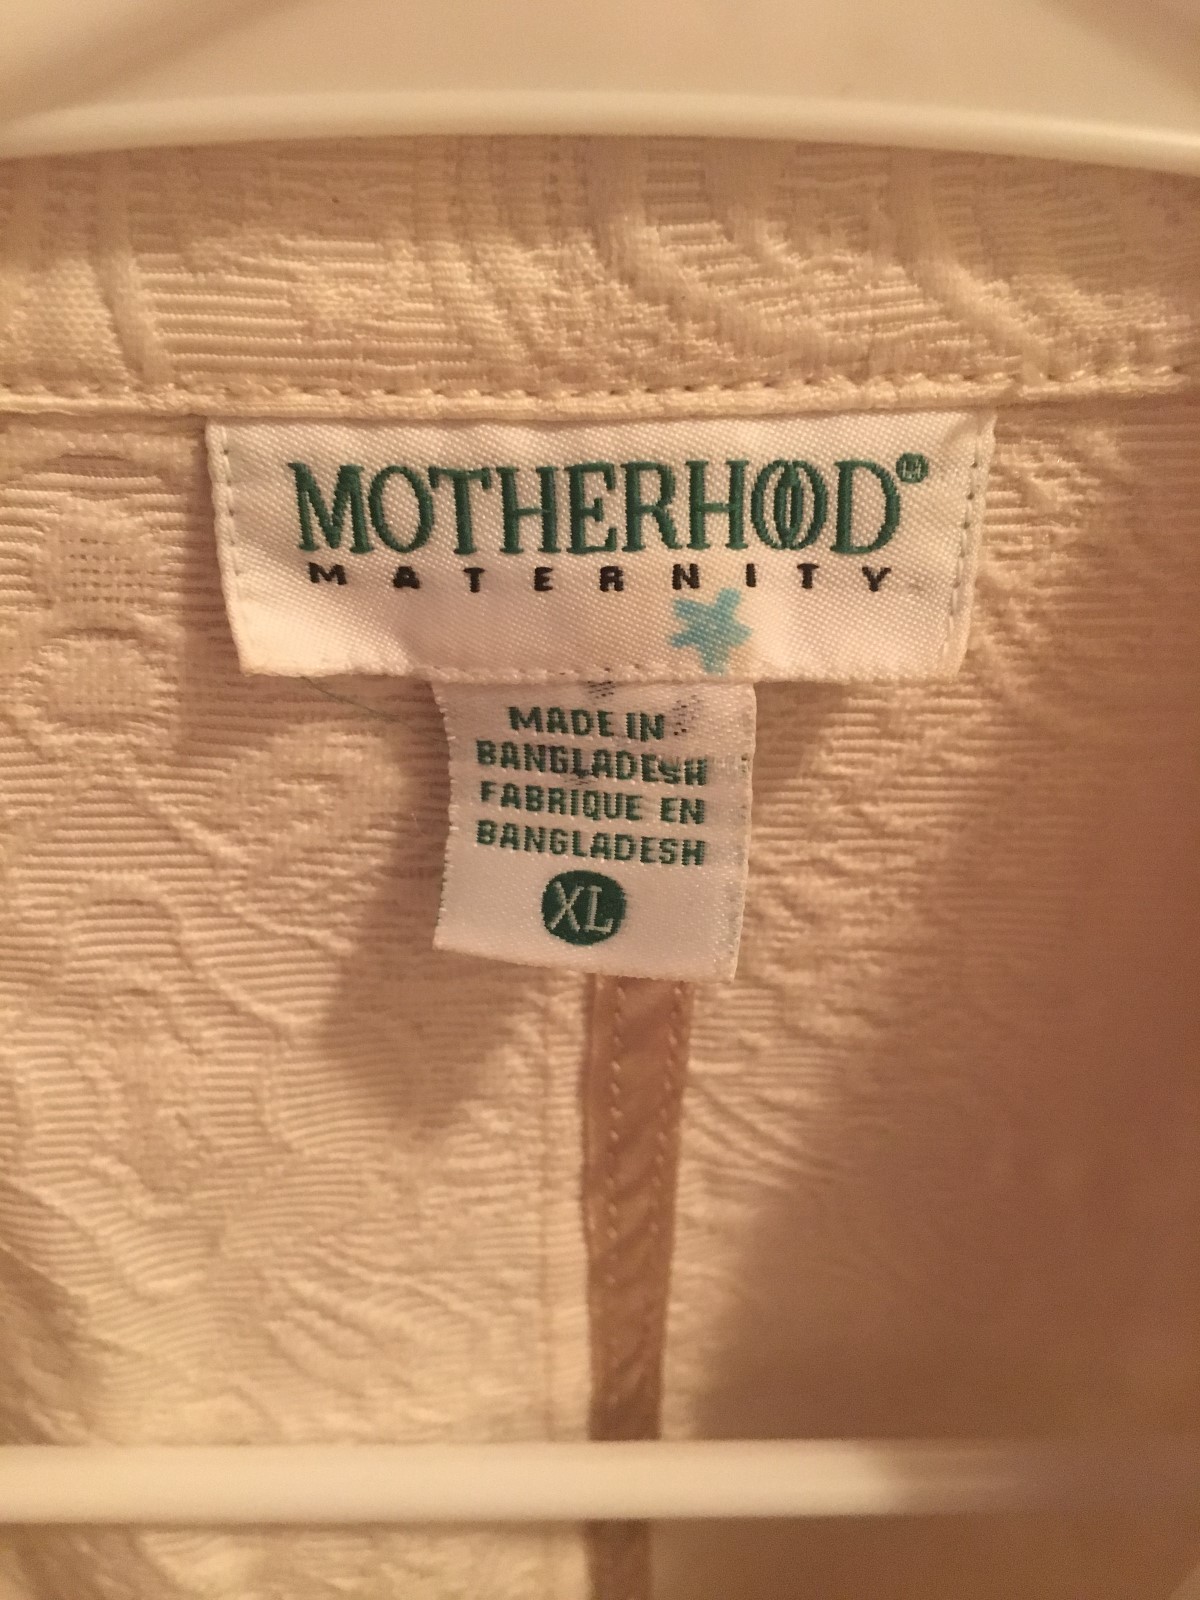 MOTHERHOOD
MATERNITY
MADE IN
BANGLADESH
FABRIQUE EN
BANGLADESH
XL